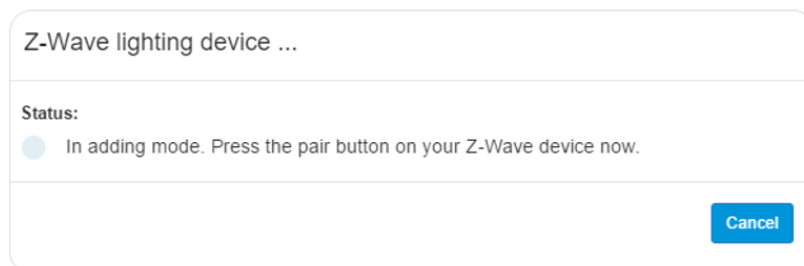 Z-Wave lighting device ...
Status:
In adding mode. Press the pair button on your Z-Wave device now.
Cancel